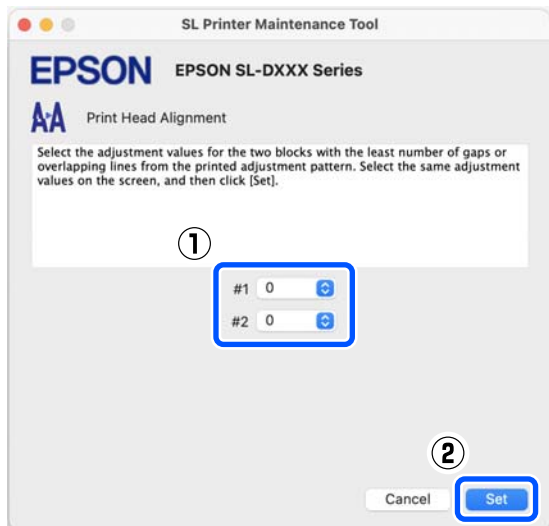 SL Printer Maintenance Tool
EPSON EPSON SL-DXXX Series
A A Print Head Alignment
Select the adjustment values for the two blocks with the least number of gaps or
overlapping lines from the printed adjustment pattern. Select the same adjustment
values on the screen, and then click [Set].
①
#1 0
#2 0
②
Cancel Set